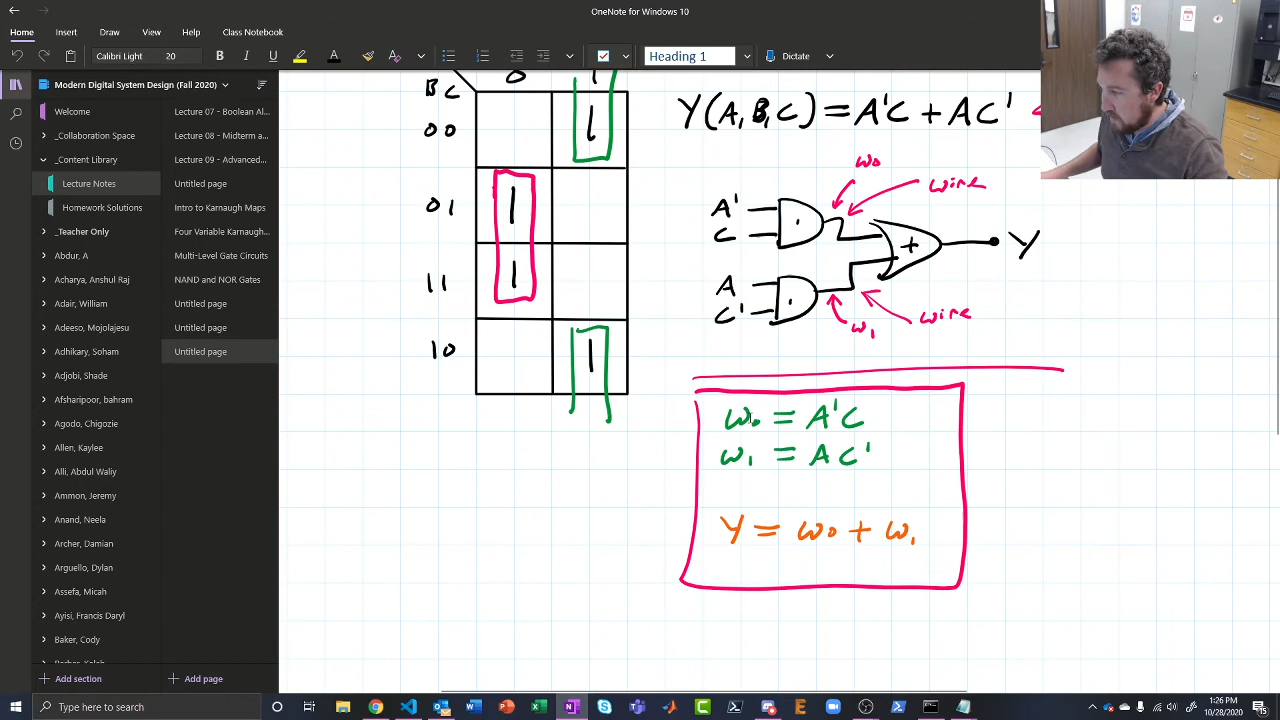 OneNote for Windows 10
Home Insert Draw View Help Class Notebook
Calibri Light 20 B I U A Heading 1 Dictate
Modern Digital System Design (Fall 2020)
Welcome
_Collaboration Space
_Content Library
Lecture Notes
Homework Solutions
_Teacher Only
Abdur, A
Acharya, Anshul Raj
Adair, William
Adeeso, Mojolajesu
Adhikary, Soham
Adjobi, Shade
Afsharipour, bahram
Agodo, Chigozie
Allen, Kaylee
Alli, Abdul Waliy
Ammon, Jeremy
Anand, Neela
Archer, Damian
Arguello, Dylan
Assefa, Micah
Ayisi, Francis Daryl
Baker, Cody
Add section
Lecture 07 - Boolean Al
Lecture 08 - Midterm a
Lecture 09 - Advanced
Untitled page
Intro to Karnaugh Maps
Four Variable Karnaugh
Multi-Level Gate Circuits
NAND and NOR Gates
Untitled page
Untitled page
Untitled page
Add page
BC 0 1
00 1
01 1
11 1
10 1
Y(A, B, C) = A'C + AC'
w0
wire
A'
C
+ Y
A
C'
w1 wire
w0 = A'C
w1 = AC'
Y = w0 + w1
Type here to search
1:26 PM
10/28/2020